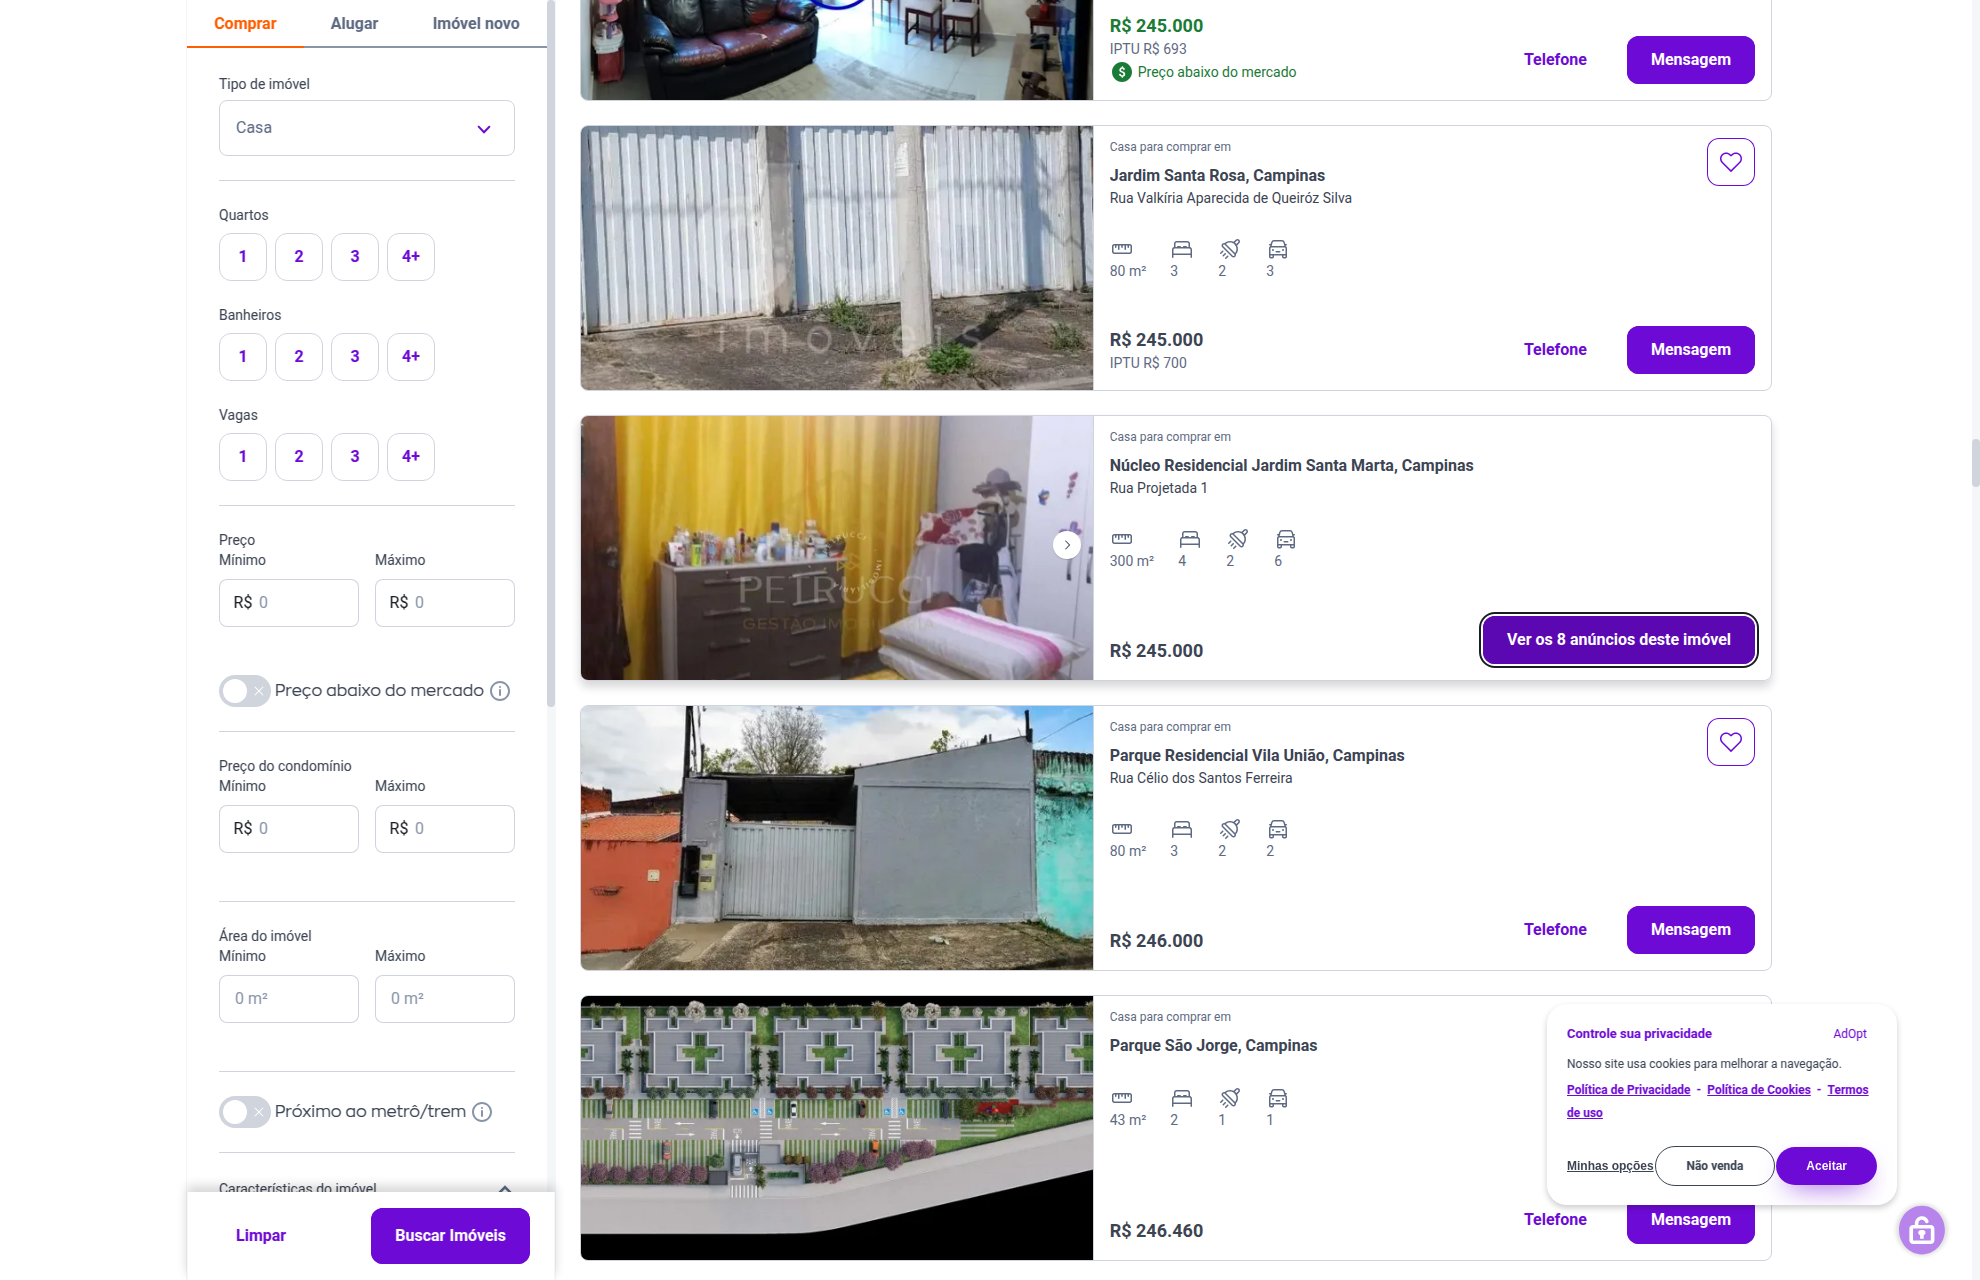 Comprar
Alugar
Imóvel novo
Tipo de imóvel
Casa
Quartos
1
2
3
4+
Banheiros
1
2
3
4+
Vagas
1
2
3
4+
Preço
Mínimo
Máximo
R$ 0
R$ 0
Preço abaixo do mercado
Preço do condomínio
Mínimo
Máximo
R$ 0
R$ 0
Área do imóvel
Mínimo
Máximo
0 m²
0 m²
Próximo ao metrô/trem
Características do imóvel
Limpar
Buscar Imóveis
R$ 245.000
IPTU R$ 693
Preço abaixo do mercado
Telefone
Mensagem
imóveis
Casa para comprar em
Jardim Santa Rosa, Campinas
Rua Valkíria Aparecida de Queiróz Silva
80 m²
3
2
3
R$ 245.000
IPTU R$ 700
Telefone
Mensagem
PETRUCCI
GESTÃO IMOBILIÁRIA
Casa para comprar em
Núcleo Residencial Jardim Santa Marta, Campinas
Rua Projetada 1
300 m²
4
2
6
R$ 245.000
Ver os 8 anúncios deste imóvel
Casa para comprar em
Parque Residencial Vila União, Campinas
Rua Célio dos Santos Ferreira
80 m²
3
2
2
R$ 246.000
Telefone
Mensagem
Casa para comprar em
Parque São Jorge, Campinas
43 m²
2
1
1
R$ 246.460
Telefone
Mensagem
Controle sua privacidade
AdOpt
Nosso site usa cookies para melhorar a navegação.
Política de Privacidade - Política de Cookies - Termos
de uso
Minhas opções
Não venda
Aceitar